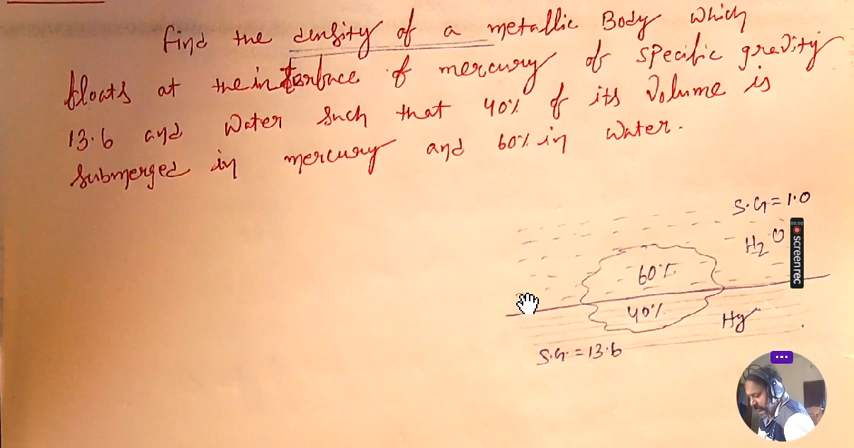 Find the density of a metallic Body which
floats at the interface of mercury of specific gravity
13.6 and water such that 40% of its volume is
submerged in mercury and 60% in water.
S.G = 1.0
H2O
60%
40%
Hg
S.G. = 13.6
screenrec